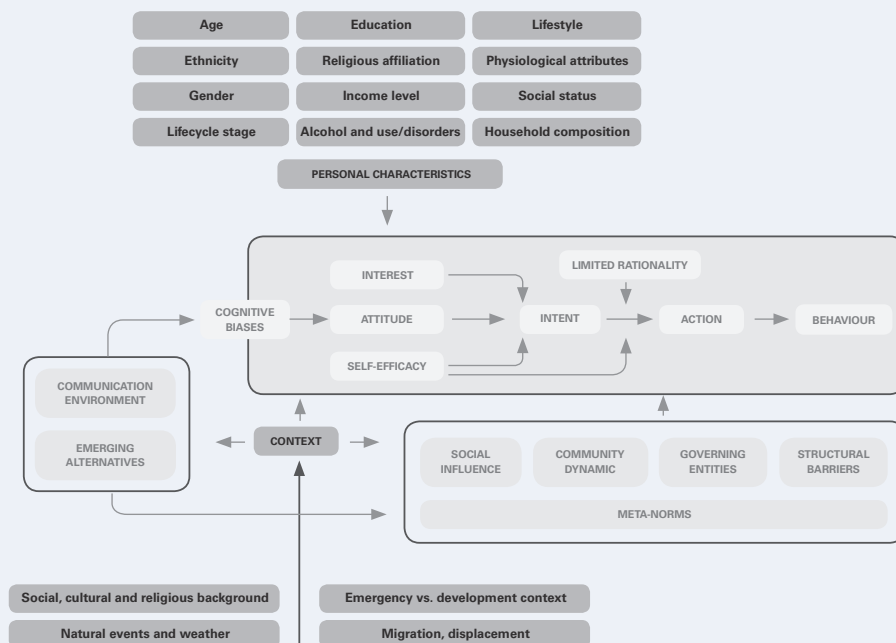 Age
Education
Lifestyle
Ethnicity
Religious affiliation
Physiological attributes
Gender
Income level
Social status
Lifecycle stage
Alcohol and use/disorders
Household composition
PERSONAL CHARACTERISTICS
INTEREST
LIMITED RATIONALITY
COGNITIVE
BIASES
ATTITUDE
INTENT
ACTION
BEHAVIOUR
SELF-EFFICACY
COMMUNICATION
ENVIRONMENT
EMERGING
ALTERNATIVES
CONTEXT
SOCIAL
INFLUENCE
COMMUNITY
DYNAMIC
GOVERNING
ENTITIES
STRUCTURAL
BARRIERS
META-NORMS
Social, cultural and religious background
Emergency vs. development context
Natural events and weather
Migration, displacement